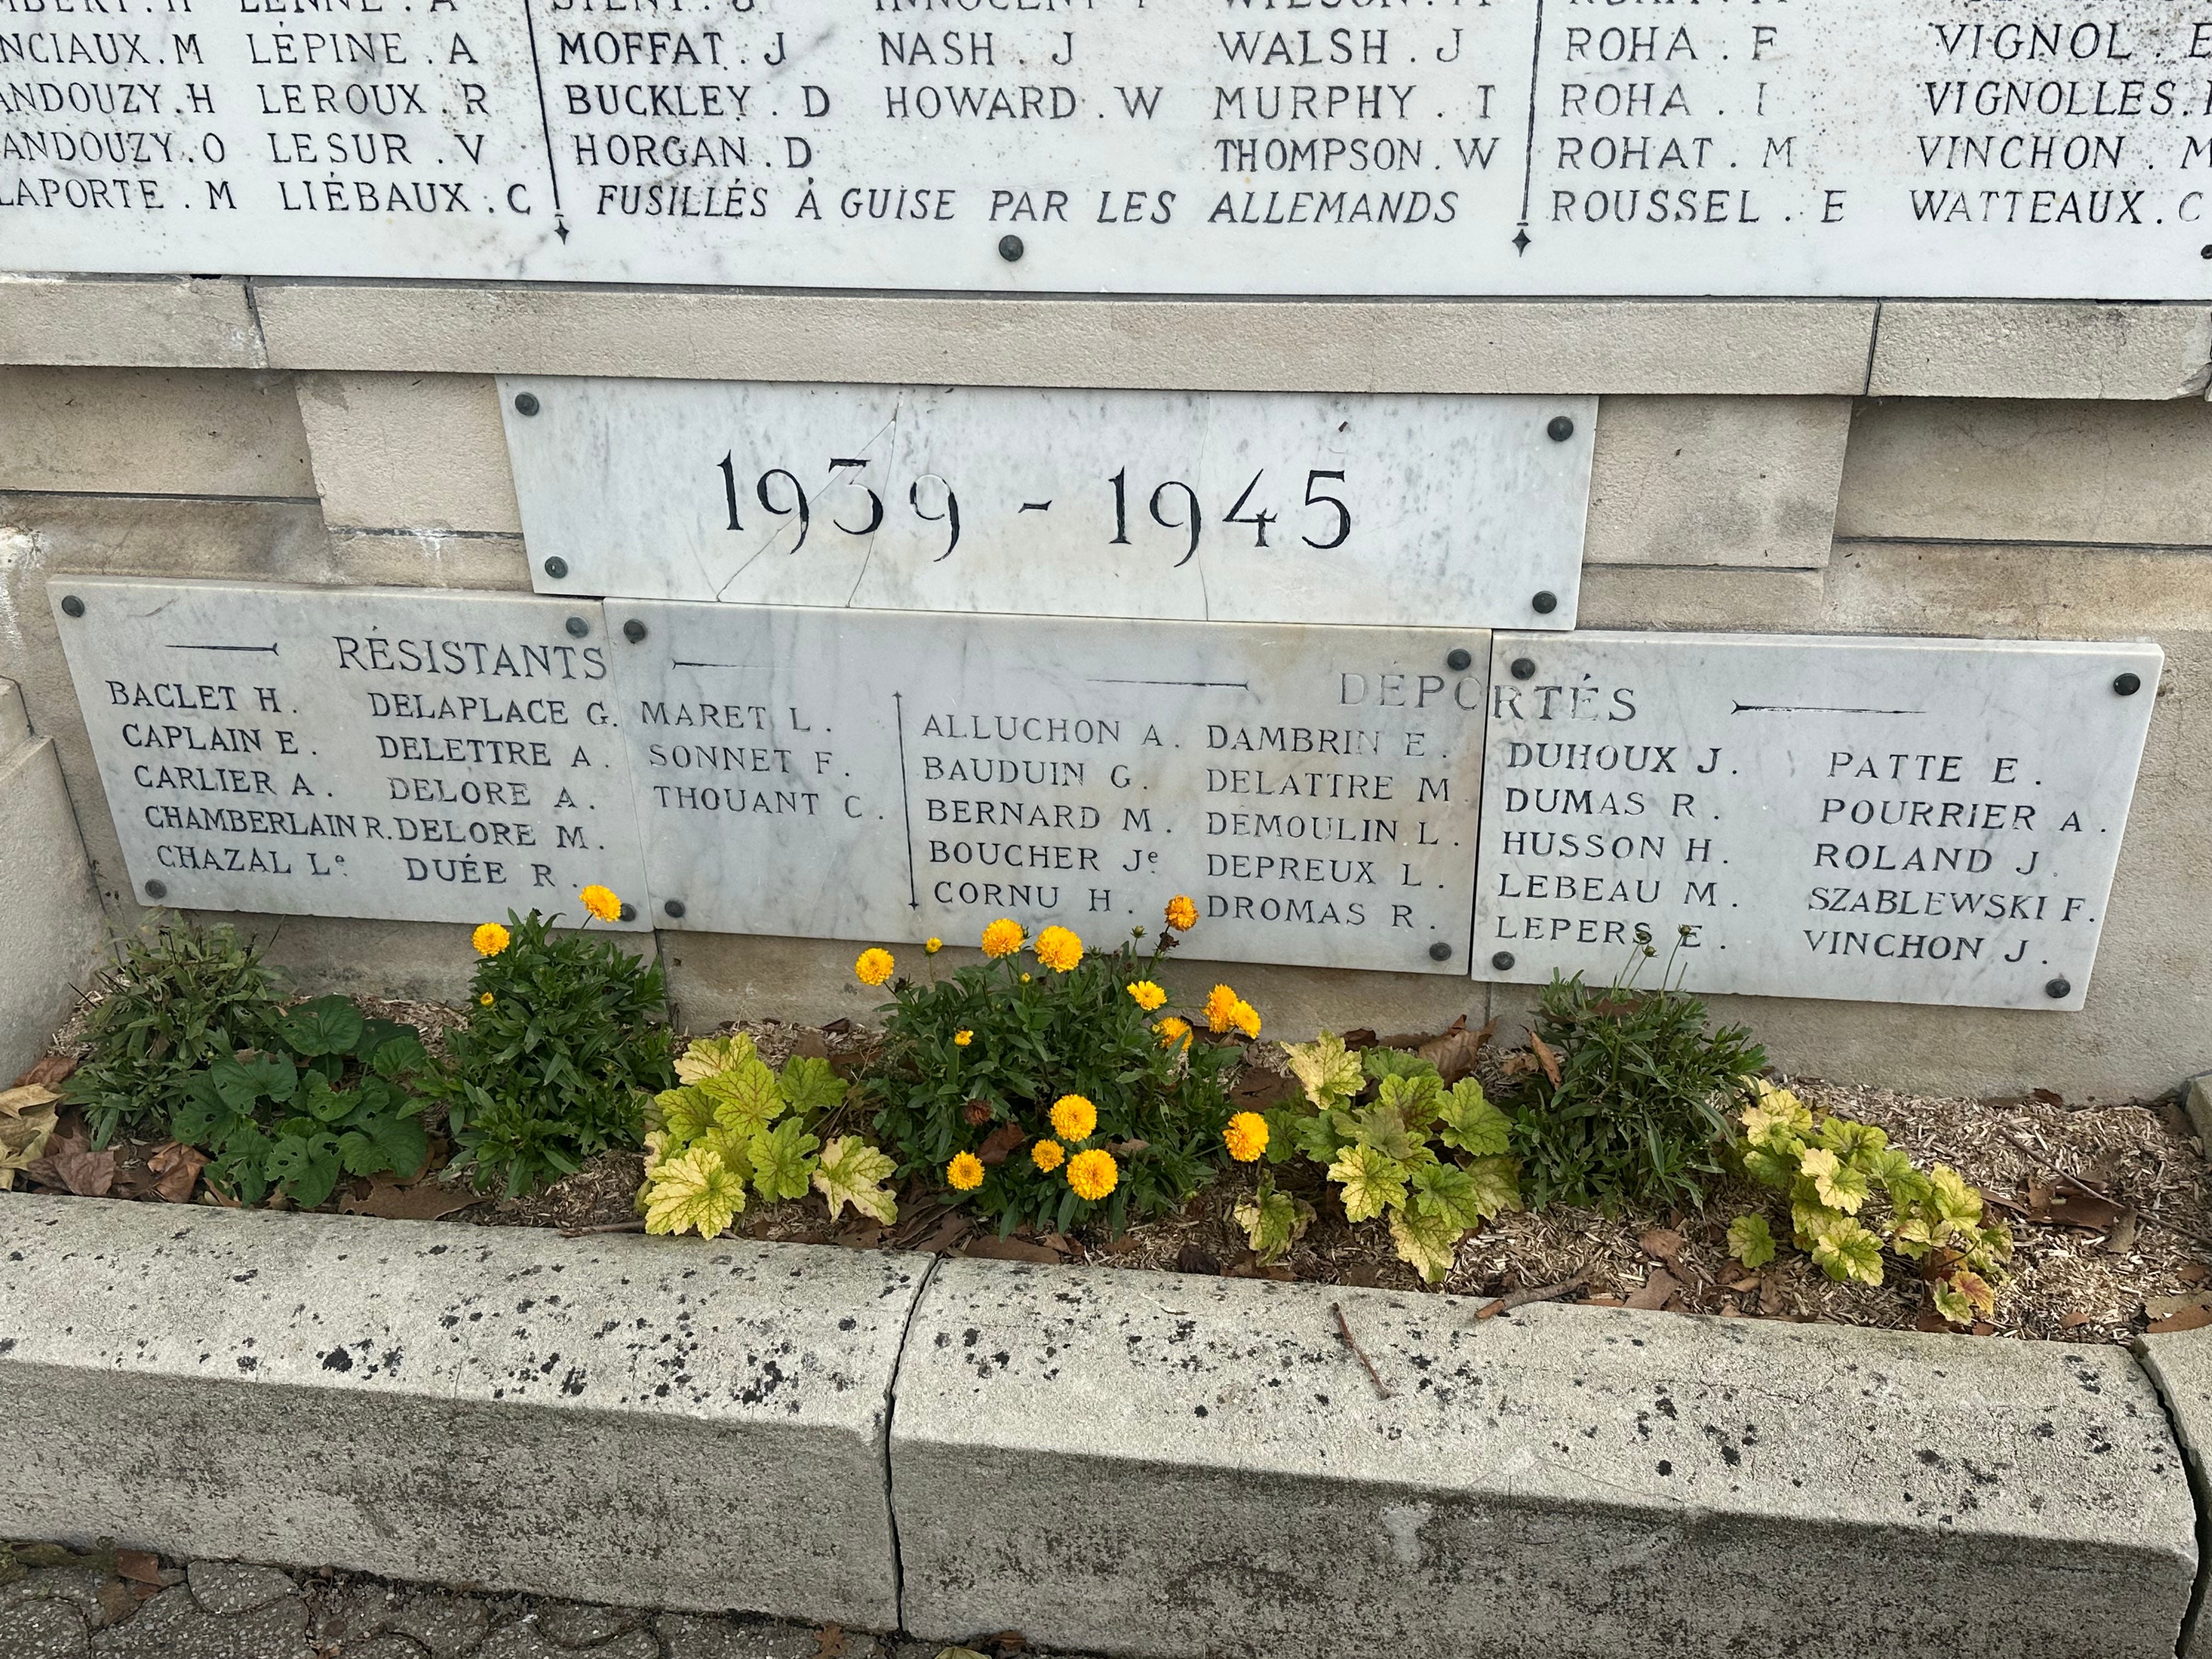 LÉPINE . A MOFFAT . J NASH . J WALSH . J ROHA . F VIGNOL . E
LEROUX . R BUCKLEY . D HOWARD . W MURPHY . T ROHA . I VIGNOLLES.
LESUR . V HORGAN . D THOMPSON . W ROHAT . M VINCHON . M
LAPORTE . M LIÉBAUX . C FUSILLÉS À GUISE PAR LES ALLEMANDS ROUSSEL . E WATTEAUX . C
1939 - 1945
RÉSISTANTS
BACLET H. DELAPLACE G. MARET L.
CAPLAIN E. DELETTRE A. SONNET F.
CARLIER A. DELORE A. THOUANT C.
CHAMBERLAIN R. DELORE M.
CHAZAL Lᵉ. DUÉE R.
DÉPORTÉS
ALLUCHON A. DAMBRIN E. DUHOUX J. PATTE E.
BAUDUIN G. DELATTRE M. DUMAS R. POURRIER A.
BERNARD M. DEMOULIN L. HUSSON H. ROLAND J.
BOUCHER Jᵉ. DEPREUX L. LEBEAU M. SZABLEWSKI F.
CORNU H. DROMAS R. LEPERS E. VINCHON J.